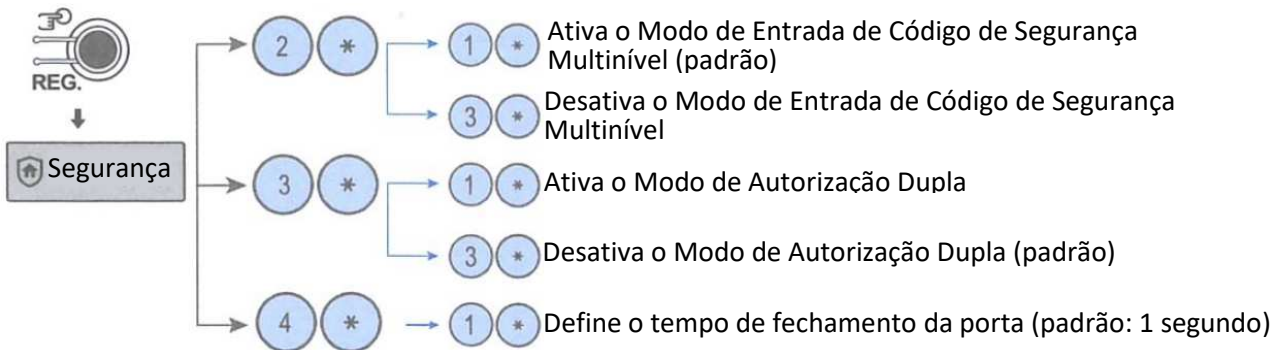 REG.
Segurança
2 *
1 * Ativa o Modo de Entrada de Código de Segurança
Multinível (padrão)
3 * Desativa o Modo de Entrada de Código de Segurança
Multinível
3 *
1 * Ativa o Modo de Autorização Dupla
3 * Desativa o Modo de Autorização Dupla (padrão)
4 *
1 * Define o tempo de fechamento da porta (padrão: 1 segundo)